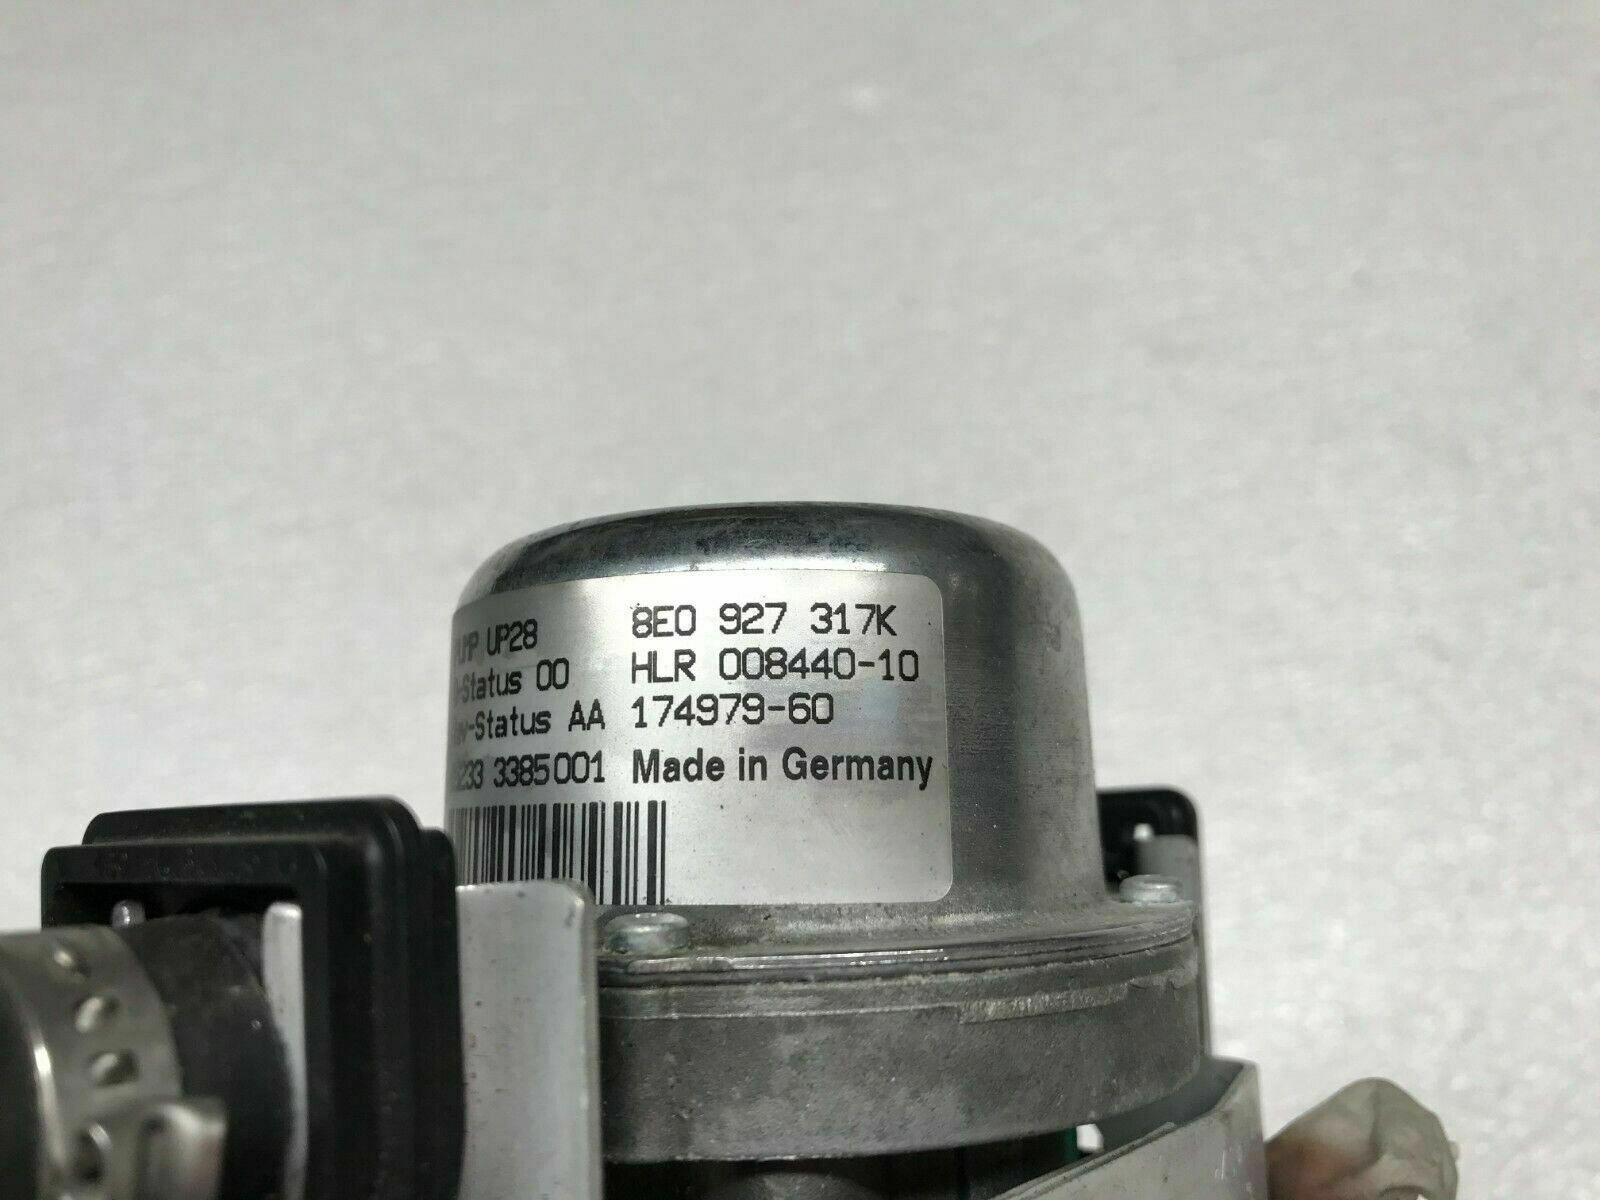 UP28 8E0 927 317K
Status 00 HLR 008440-10
Status AA 174979-60
3385001 Made in Germany